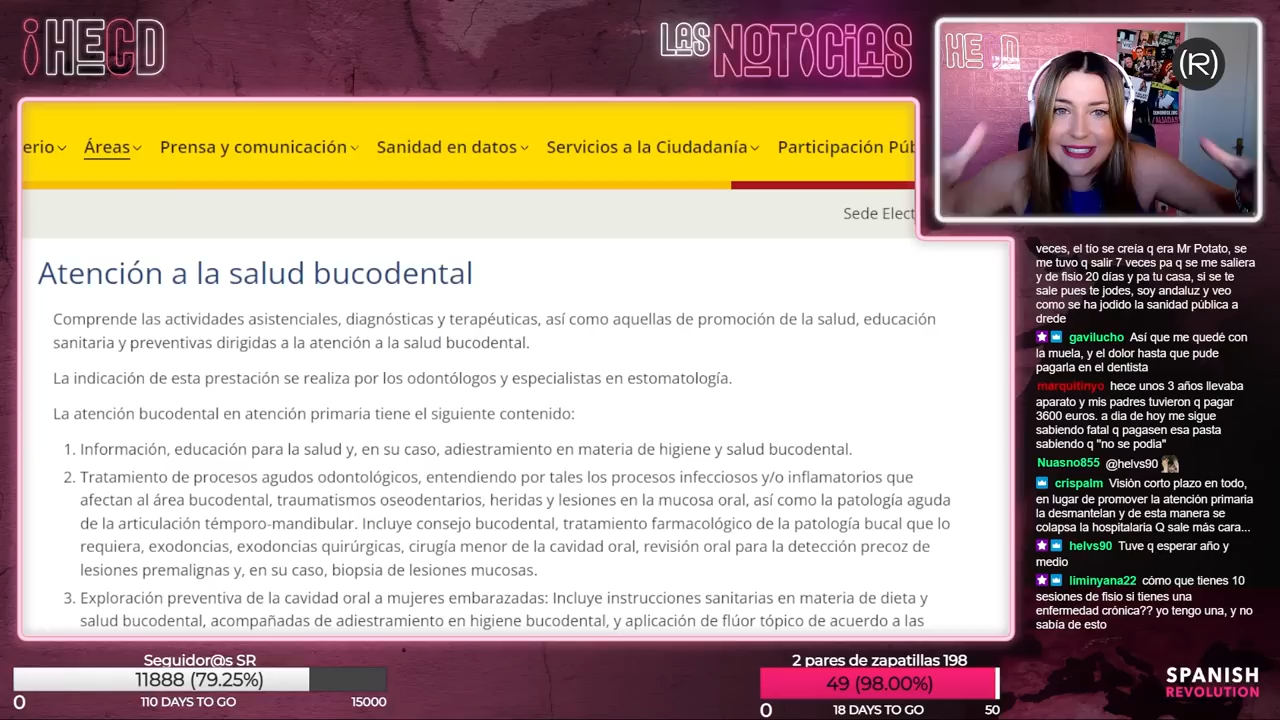 ¡HECD
LAS NOTICIAS
HE D
(R)
erio
Áreas
Prensa y comunicación
Sanidad en datos
Servicios a la Ciudadanía
Participación Púb
Sede Elect
Atención a la salud bucodental
Comprende las actividades asistenciales, diagnósticas y terapéuticas, así como aquellas de promoción de la salud, educación
sanitaria y preventivas dirigidas a la atención a la salud bucodental.
La indicación de esta prestación se realiza por los odontólogos y especialistas en estomatología.
La atención bucodental en atención primaria tiene el siguiente contenido:
1. Información, educación para la salud y, en su caso, adiestramiento en materia de higiene y salud bucodental.
2. Tratamiento de procesos agudos odontológicos, entendiendo por tales los procesos infecciosos y/o inflamatorios que
afectan al área bucodental, traumatismos oseodentarios, heridas y lesiones en la mucosa oral, así como la patología aguda
de la articulación témporo-mandibular. Incluye consejo bucodental, tratamiento farmacológico de la patología bucal que lo
requiera, exodoncias, exodoncias quirúrgicas, cirugía menor de la cavidad oral, revisión oral para la detección precoz de
lesiones premalignas y, en su caso, biopsia de lesiones mucosas.
3. Exploración preventiva de la cavidad oral a mujeres embarazadas: Incluye instrucciones sanitarias en materia de dieta y
salud bucodental, acompañadas de adiestramiento en higiene bucodental, y aplicación de flúor tópico de acuerdo a las
veces, el tío se creía q era Mr Potato, se
me tuvo q salir 7 veces pa q se me saliera
y de fisio 20 días y pa tu casa, si se te
sale pues te jodes, soy andaluz y veo
como se ha jodido la sanidad pública a
drede
gavilucho Así que me quedé con
la muela, y el dolor hasta que pude
pagarla en el dentista
marquitinyo hece unos 3 años llevaba
aparato y mis padres tuvieron q pagar
3600 euros. a dia de hoy me sigue
sabiendo fatal q pagasen esa pasta
sabiendo q "no se podia"
Nuasno855 @helvs90
crispalm Visión corto plazo en todo,
en lugar de promover la atención primaria
la desmantelan y de esta manera se
colapsa la hospitalaria Q sale más cara...
helvs90 Tuve q esperar año y
medio
liminyana22 cómo que tienes 10
sesiones de fisio si tienes una
enfermedad crónica?? yo tengo una, y no
sabía de esto
Seguidor@s SR
11888 (79.25%)
0
110 DAYS TO GO
15000
2 pares de zapatillas 198
49 (98.00%)
0
18 DAYS TO GO
50
SPANISH
REVOLUTION